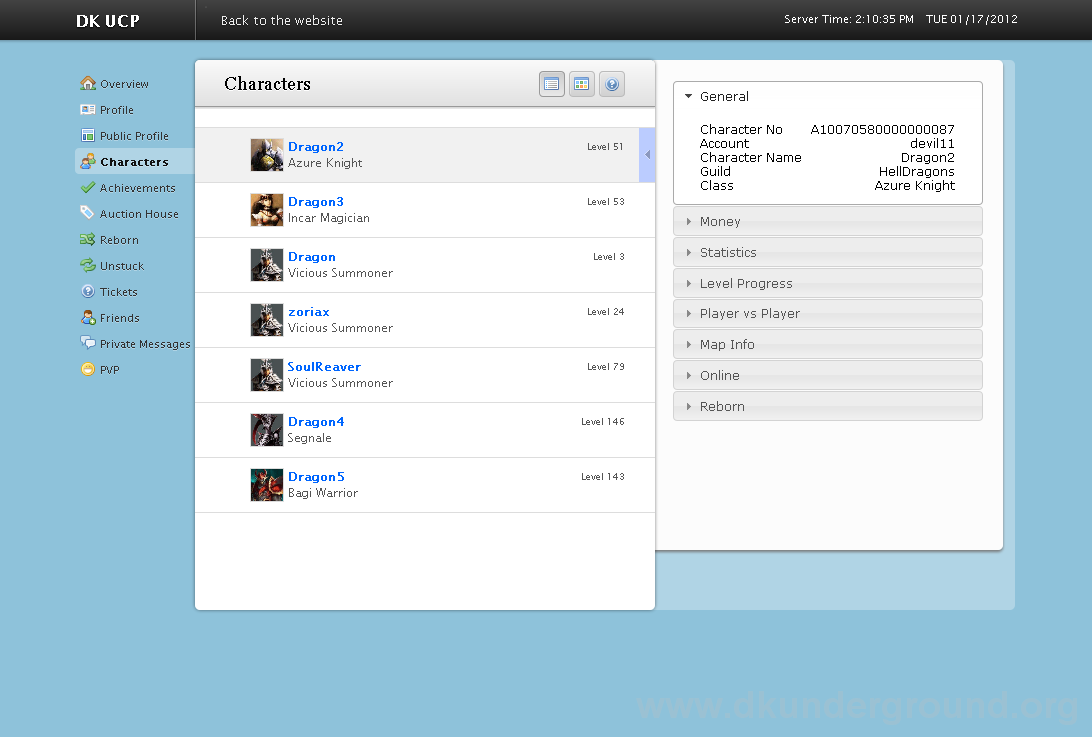 DK UCP
Back to the website
Server Time: 2:10:35 PM TUE 01/17/2012
Overview
Profile
Public Profile
Characters
Achievements
Auction House
Reborn
Unstuck
Tickets
Friends
Private Messages
PVP
Characters
Dragon2 Level 51
Azure Knight
Dragon3 Level 53
Incar Magician
Dragon Level 3
Vicious Summoner
zoriax Level 24
Vicious Summoner
SoulReaver Level 79
Vicious Summoner
Dragon4 Level 146
Segnale
Dragon5 Level 143
Bagi Warrior
General
Character No A10070580000000087
Account devil11
Character Name Dragon2
Guild HellDragons
Class Azure Knight
Money
Statistics
Level Progress
Player vs Player
Map Info
Online
Reborn
www.dkunderground.org